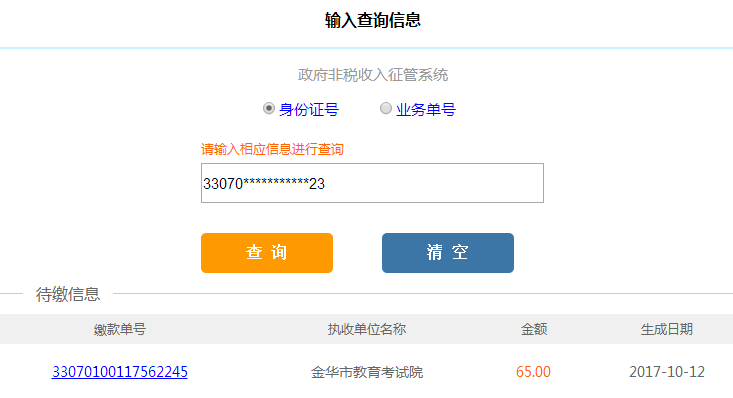 输入查询信息
政府非税收入征管系统
身份证号 业务单号
请输入相应信息进行查询
33070***********23
查 询 清 空
待缴信息
缴款单号 执收单位名称 金额 生成日期
33070100117562245 金华市教育考试院 65.00 2017-10-12